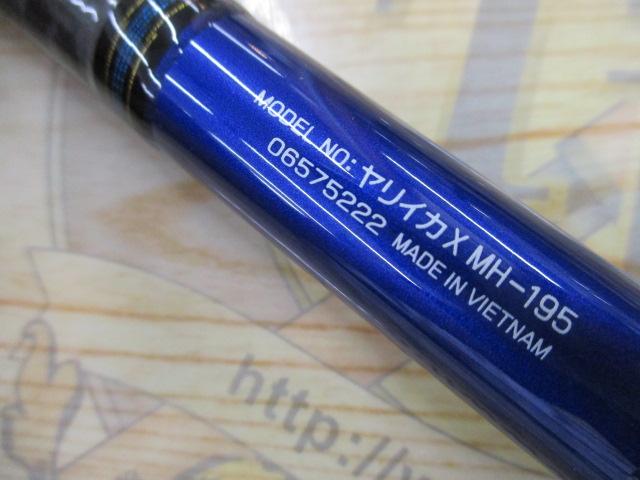 MODEL NO: ヤリイカX MH-195
06575222 MADE IN VIETNAM
http://